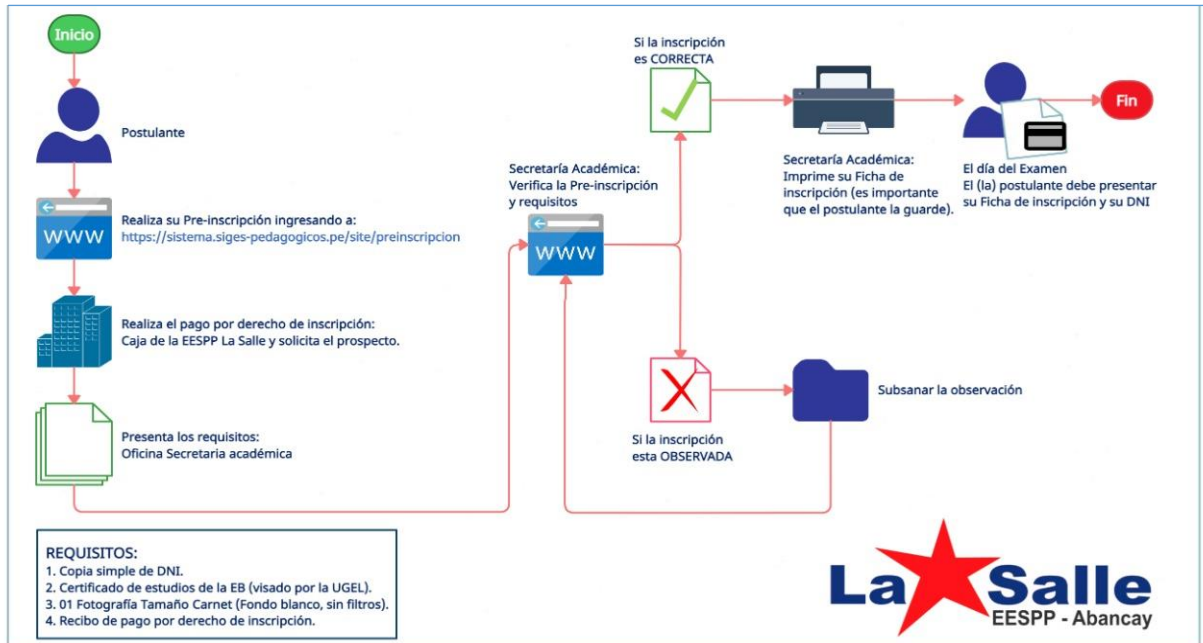 Inicio
Postulante
WWW
Realiza su Pre-inscripción ingresando a:
https://sistema.siges-pedagogicos.pe/site/preinscripcion
Realiza el pago por derecho de inscripción:
Caja de la EESPP La Salle y solicita el prospecto.
Presenta los requisitos:
Oficina Secretaria académica
Secretaría Académica:
Verifica la Pre-inscripción
y requisitos
WWW
Si la inscripción
es CORRECTA
Secretaría Académica:
Imprime su Ficha de
inscripción (es importante
que el postulante la guarde).
El día del Examen
El (la) postulante debe presentar
su Ficha de inscripción y su DNI
Fin
Si la inscripción
esta OBSERVADA
Subsanar la observación
REQUISITOS:
1. Copia simple de DNI.
2. Certificado de estudios de la EB (visado por la UGEL).
3. 01 Fotografía Tamaño Carnet (Fondo blanco, sin filtros).
4. Recibo de pago por derecho de inscripción.
La Salle
EESPP - Abancay